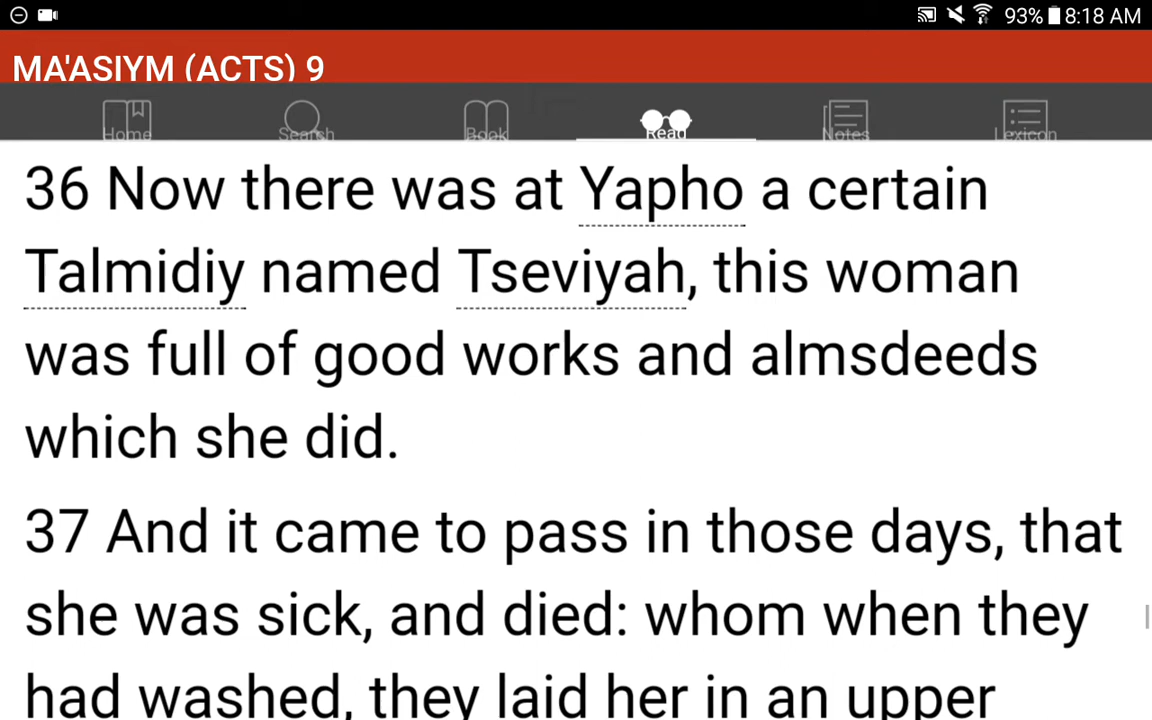 93% 8:18 AM
MA'ASIYM (ACTS) 9
Home Search Book Read Notes Lexicon
36 Now there was at Yapho a certain
Talmidiy named Tseviyah, this woman
was full of good works and almsdeeds
which she did.
37 And it came to pass in those days, that
she was sick, and died: whom when they
had washed, they laid her in an upper